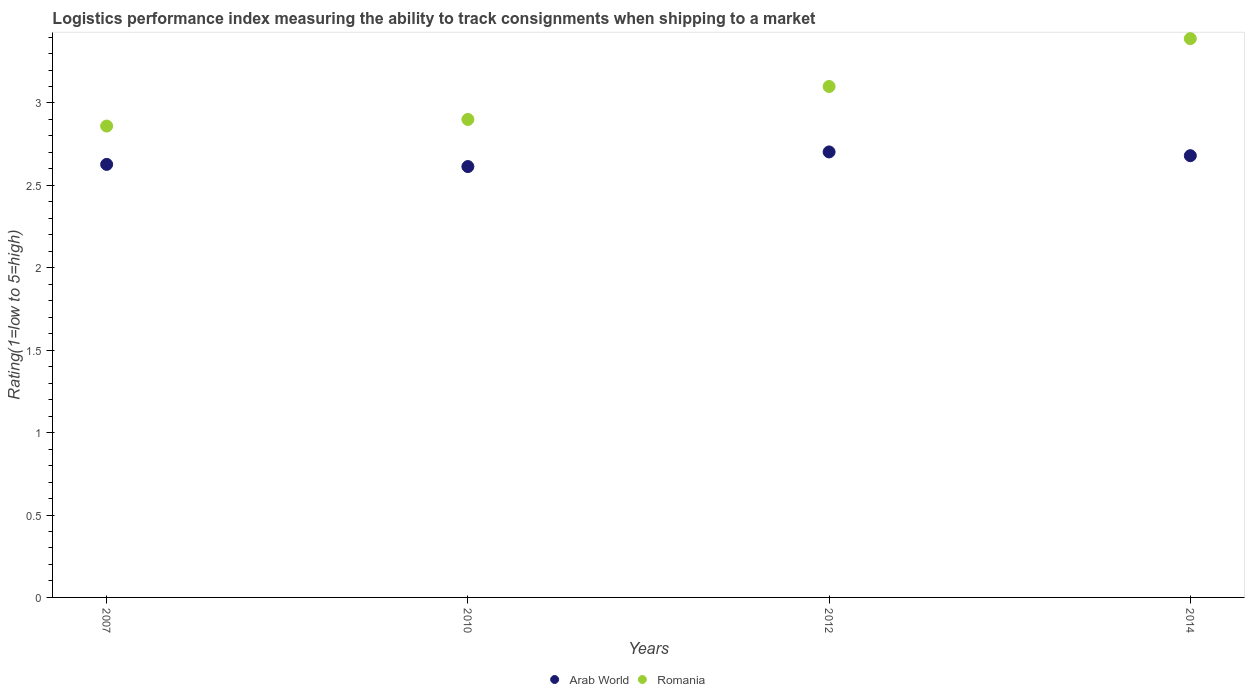 Logistics performance index measuring the ability to track consignments when shipping to a market
Rating(1=low to 5=high)
3
2.5
2
1.5
1
0.5
0
2007
2010
2012
2014
Years
Arab World
Romania